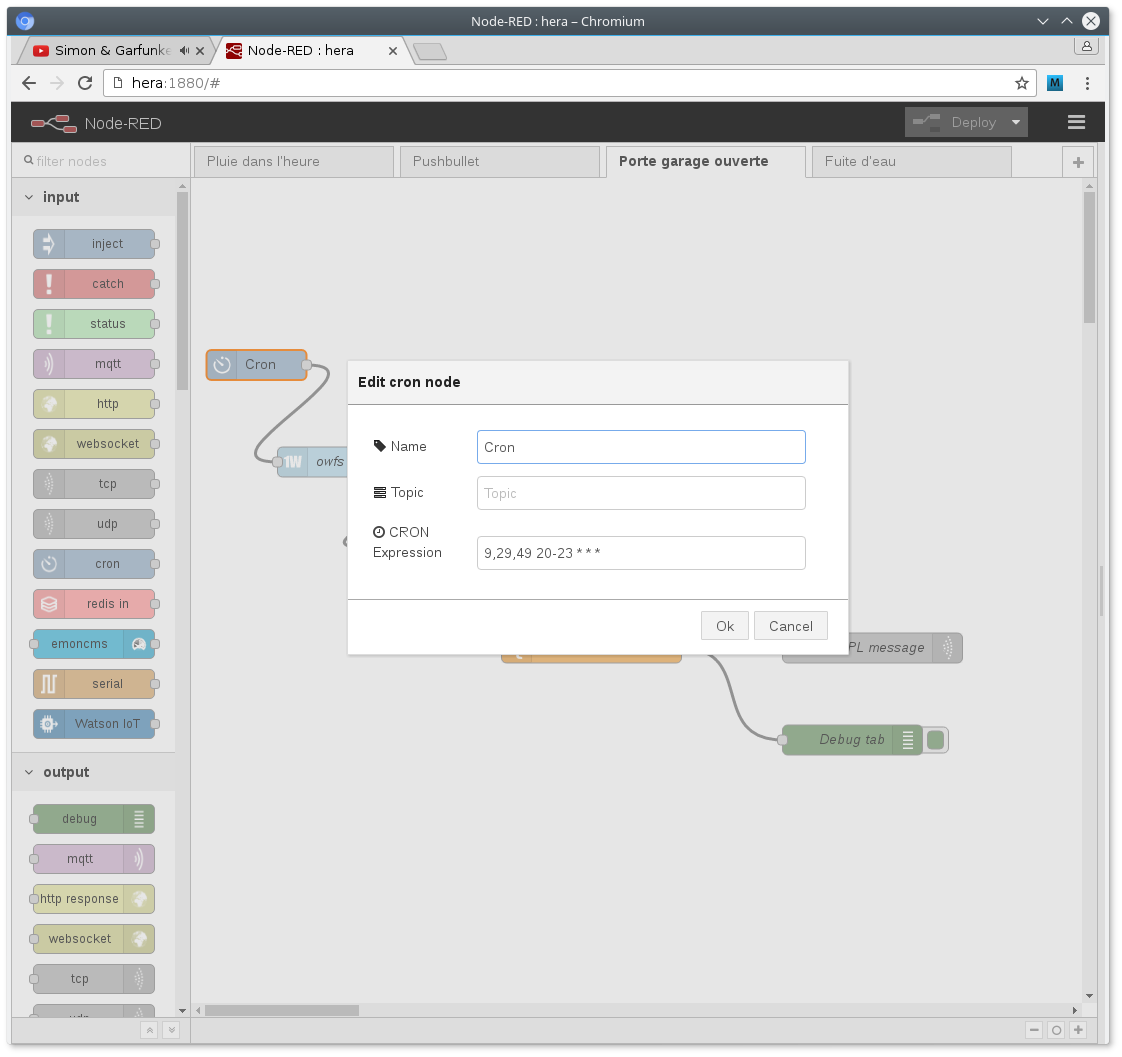 Node-RED : hera – Chromium
Simon & Garfunke
Node-RED : hera
hera:1880/#
M
Node-RED
Deploy
filter nodes
Pluie dans l'heure
Pushbullet
Porte garage ouverte
Fuite d'eau
input
inject
catch
status
mqtt
http
websocket
tcp
udp
cron
redis in
emoncms
serial
Watson IoT
output
debug
mqtt
http response
websocket
tcp
Cron
1W owfs
Edit cron node
Name
Cron
Topic
Topic
CRON
Expression
9,29,49 20-23 * * *
Ok
Cancel
PL message
Debug tab